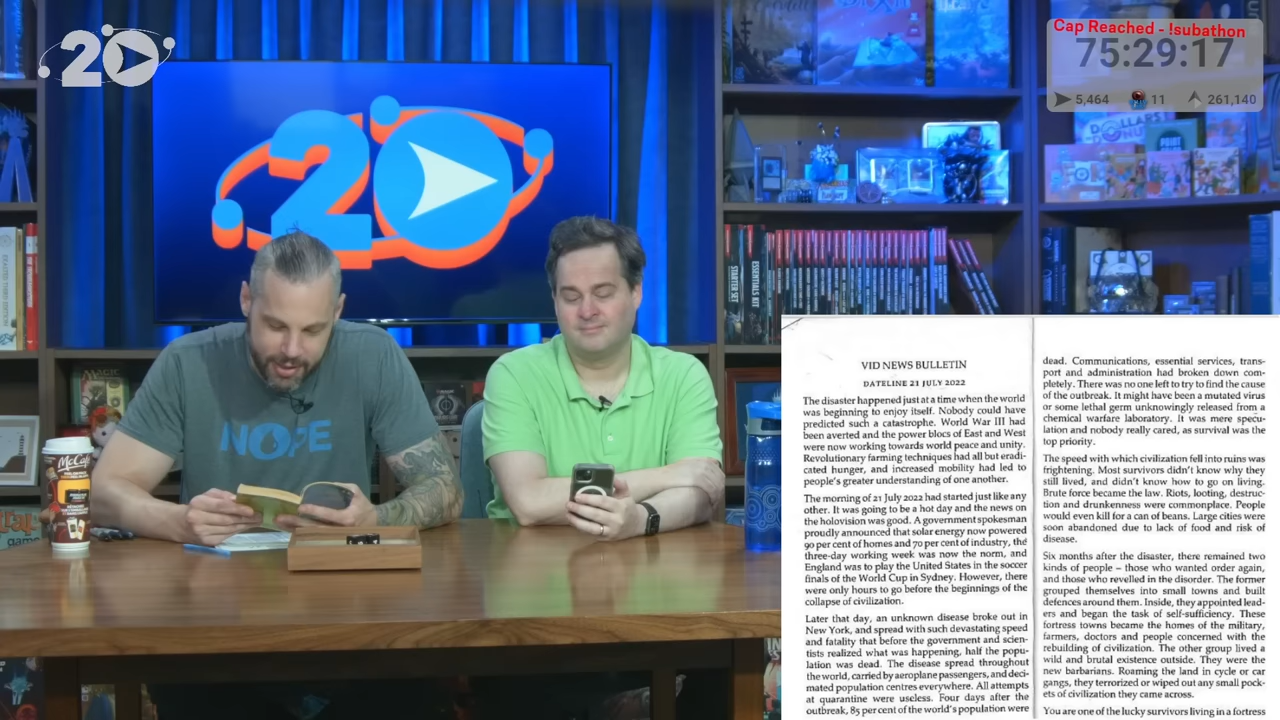 20
Cap Reached - !subathon
75:29:17
5,464
11
261,140
20
DOLLARS
STARTER SET
ESSENTIALS KIT
MAGIC
McCafé
NOPE
game
VID NEWS BULLETIN
DATELINE 21 JULY 2022
The disaster happened just at a time when the world
was beginning to enjoy itself. Nobody could have
predicted such a catastrophe. World War III had
been averted and the power blocs of East and West
were now working towards world peace and unity.
Revolutionary farming techniques had all but eradi-
cated hunger, and increased mobility had led to
people's greater understanding of one another.
The morning of 21 July 2022 had started just like any
other. It was going to be a hot day and the news on
the holovision was good. A government spokesman
proudly announced that solar energy now powered
90 per cent of homes and 70 per cent of industry, the
three-day working week was now the norm, and
England was to play the United States in the soccer
finals of the World Cup in Sydney. However, there
were only hours to go before the beginnings of the
collapse of civilization.
Later that day, an unknown disease broke out in
New York, and spread with such devastating speed
and fatality that before the government and scien-
tists realized what was happening, half the popu-
lation was dead. The disease spread throughout
the world, carried by aeroplane passengers, and deci-
mated population centres everywhere. All attempts
at quarantine were useless. Four days after the
outbreak, 85 per cent of the world's population were
dead. Communications, essential services, trans-
port and administration had broken down com-
pletely. There was no one left to try to find the cause
of the outbreak. It might have been a mutated virus
or some lethal germ unknowingly released from a
chemical warfare laboratory. It was mere specu-
lation and nobody really cared, as survival was the
top priority.
The speed with which civilization fell into ruins was
frightening. Most survivors didn't know why they
still lived, and didn't know how to go on living.
Brute force became the law. Riots, looting, destruc-
tion and drunkenness were commonplace. People
would even kill for a can of beans. Large cities were
soon abandoned due to lack of food and risk of
disease.
Six months after the disaster, there remained two
kinds of people – those who wanted order again,
and those who revelled in the disorder. The former
grouped themselves into small towns and built
defences around them. Inside, they appointed lead-
ers and began the task of self-sufficiency. These
fortress towns became the homes of the military,
farmers, doctors and people concerned with the
rebuilding of civilization. The other group lived a
wild and brutal existence outside. They were the
new barbarians. Roaming the land in cycle or car
gangs, they terrorized or wiped out any small pock-
ets of civilization they came across.
You are one of the lucky survivors living in a fortress